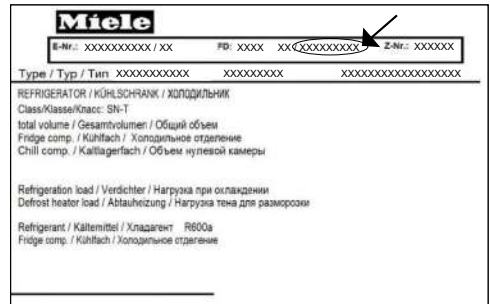 Miele
E-Nr.: XXXXXXXXXX / XX FD: XXXX XX XXXXXXXXX Z-Nr.: XXXXXX
Type / Typ / Тип XXXXXXXXXXX XXXXXXXXX XXXXXXXXXXXXXXXXXX
REFRIGERATOR / KÜHLSCHRANK / ХОЛОДИЛЬНИК
Class/Klasse/Класс: SN-T
total volume / Gesamtvolumen / Общий объем
Fridge comp. / Kühlfach / Холодильное отделение
Chill comp. / Kaltlagerfach / Объем нулевой камеры
Refrigeration load / Verdichter / Нагрузка при охлаждении
Defrost heater load / Abtauheizung / Нагрузка тена для разморозки
Refrigerant / Kältemittel / Хладагент R600a
Fridge comp. / Kühlfach / Холодильное отделение